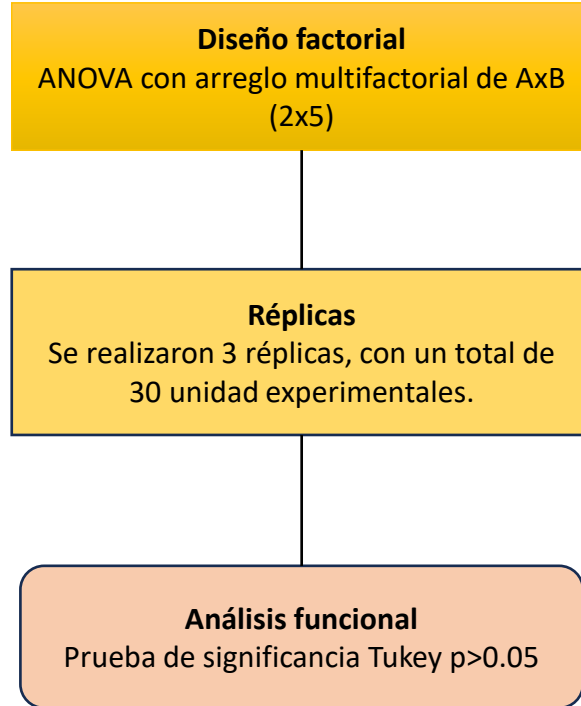 Diseño factorial
ANOVA con arreglo multifactorial de AxB
(2x5)
Réplicas
Se realizaron 3 réplicas, con un total de
30 unidad experimentales.
Análisis funcional
Prueba de significancia Tukey p>0.05